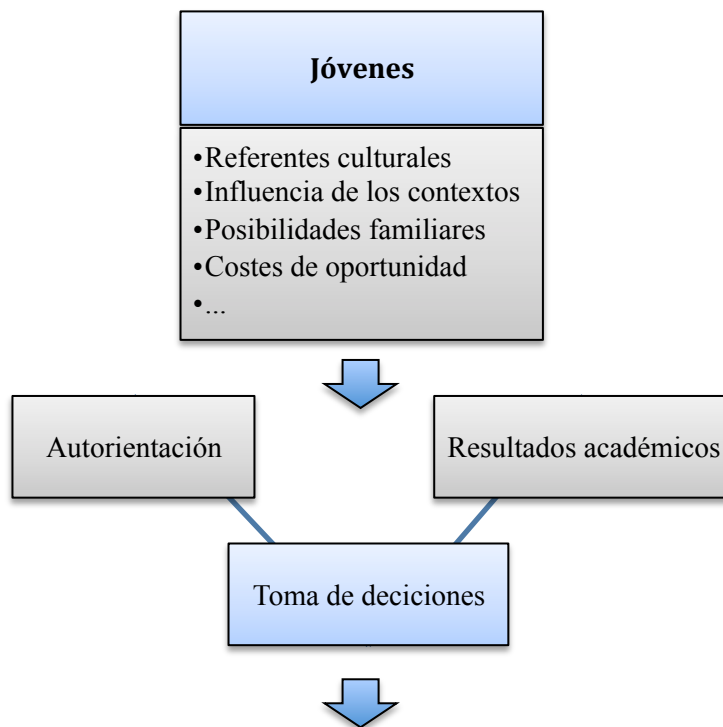 Jóvenes
•Referentes culturales
•Influencia de los contextos
•Posibilidades familiares
•Costes de oportunidad
•...
Autorientación
Resultados académicos
Toma de deciciones